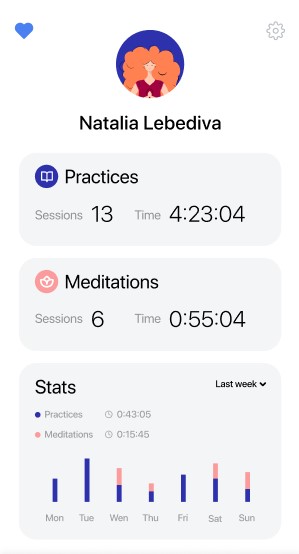 Natalia Lebediva
Practices
Sessions 13 Time 4:23:04
Meditations
Sessions 6 Time 0:55:04
Stats Last week
Practices 0:43:05
Meditations 0:15:45
Mon Tue Wen Thu Fri Sat Sun